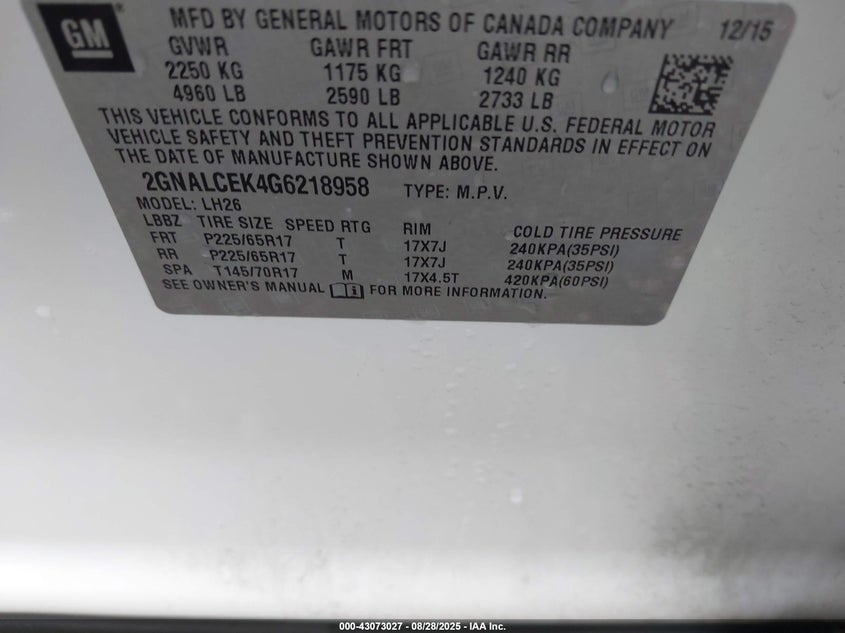 GM
MFD BY GENERAL MOTORS OF CANADA COMPANY 12/15
GVWR GAWR FRT GAWR RR
2250 KG 1175 KG 1240 KG
4960 LB 2590 LB 2733 LB
THIS VEHICLE CONFORMS TO ALL APPLICABLE U.S. FEDERAL MOTOR
VEHICLE SAFETY AND THEFT PREVENTION STANDARDS IN EFFECT ON
THE DATE OF MANUFACTURE SHOWN ABOVE.
2GNALCEK4G6218958 TYPE: M.P.V.
MODEL: LH26
LBBZ TIRE SIZE SPEED RTG RIM COLD TIRE PRESSURE
FRT P225/65R17 T 17X7J 240KPA(35PSI)
RR P225/65R17 T 17X7J 240KPA(35PSI)
SPA T145/70R17 M 17X4.5T 420KPA(60PSI)
SEE OWNER'S MANUAL FOR MORE INFORMATION.
000-43073027 - 08/28/2025 - IAA Inc.